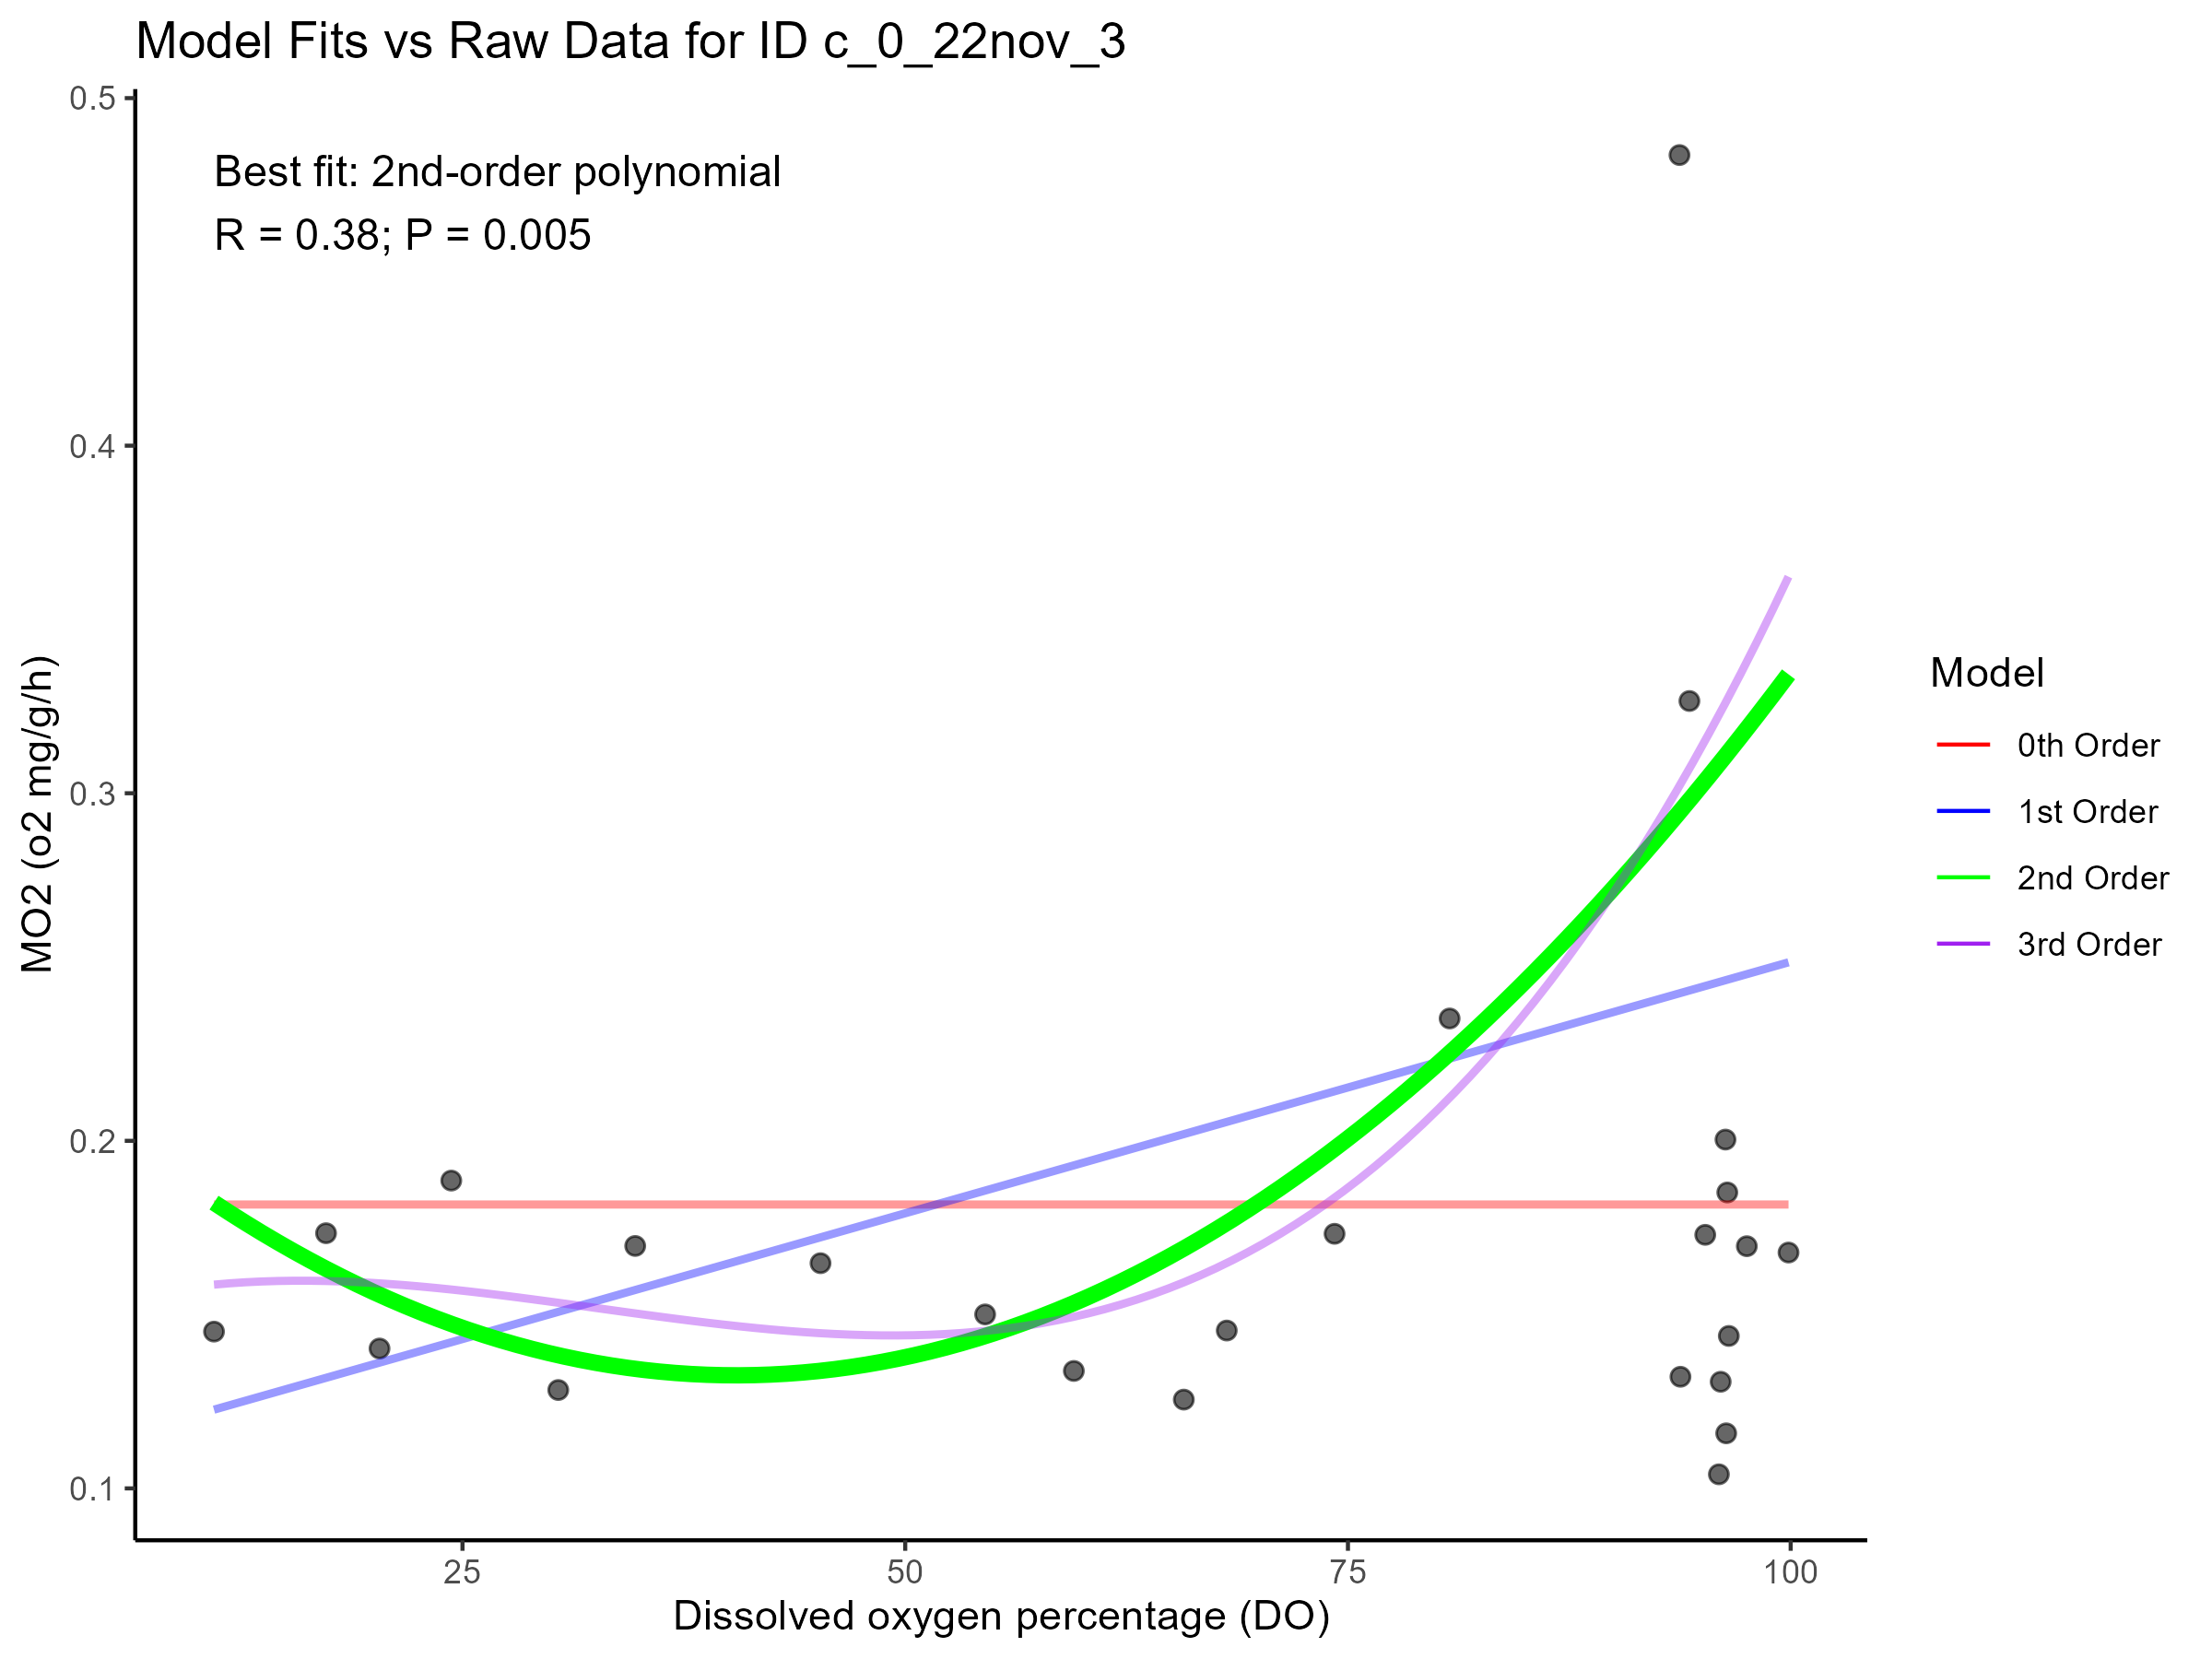 Model Fits vs Raw Data for ID c_0_22nov_3
Best fit: 2nd-order polynomial
R = 0.38; P = 0.005
0.5
0.4
0.3
0.2
0.1
MO2 (o2 mg/g/h)
25
50
75
100
Dissolved oxygen percentage (DO)
Model
0th Order
1st Order
2nd Order
3rd Order